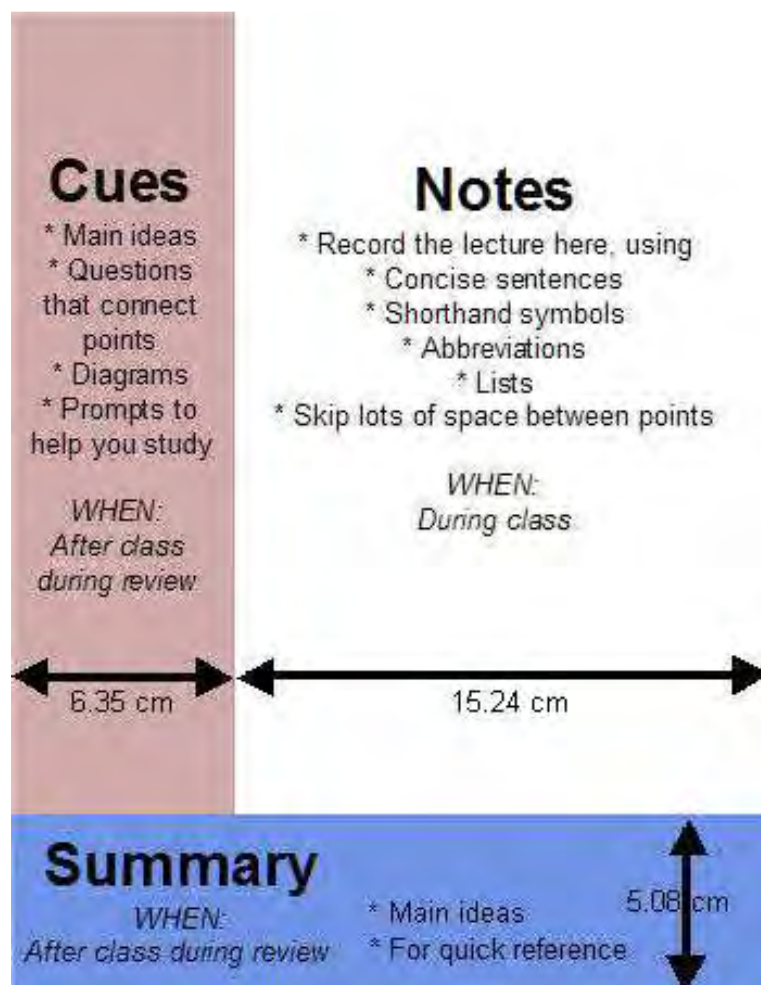 Cues
* Main ideas
* Questions
that connect
points
* Diagrams
* Prompts to
help you study
WHEN:
After class
during review
6.35 cm
Notes
* Record the lecture here, using
* Concise sentences
* Shorthand symbols
* Abbreviations
* Lists
* Skip lots of space between points
WHEN:
During class
15.24 cm
Summary
WHEN:
After class during review
* Main ideas
* For quick reference
5.08 cm